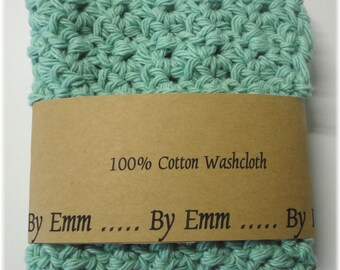 100% Cotton Washcloth
By Emm ..... By Emm ..... By